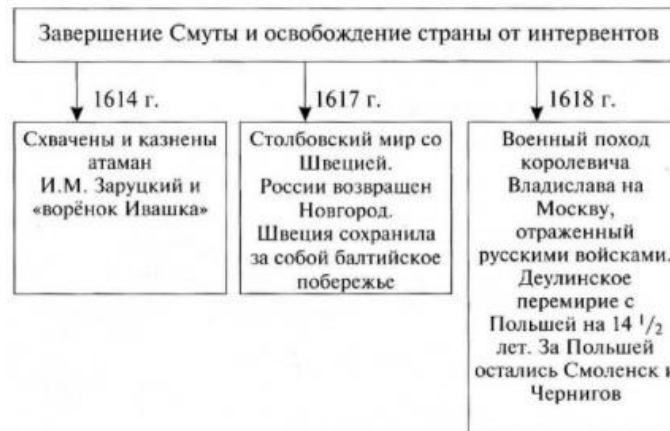 Завершение Смуты и освобождение страны от интервентов
1614 г.
Схвачены и казнены
атаман
И.М. Заруцкий и
«ворёнок Ивашка»
1617 г.
Столбовский мир со
Швецией.
России возвращен
Новгород.
Швеция сохранила
за собой балтийское
побережье
1618 г.
Военный поход
королевича
Владислава на
Москву,
отраженный
русскими войсками.
Деулинское
перемирие с
Польшей на 14 1/2
лет. За Польшей
остались Смоленск и
Чернигов